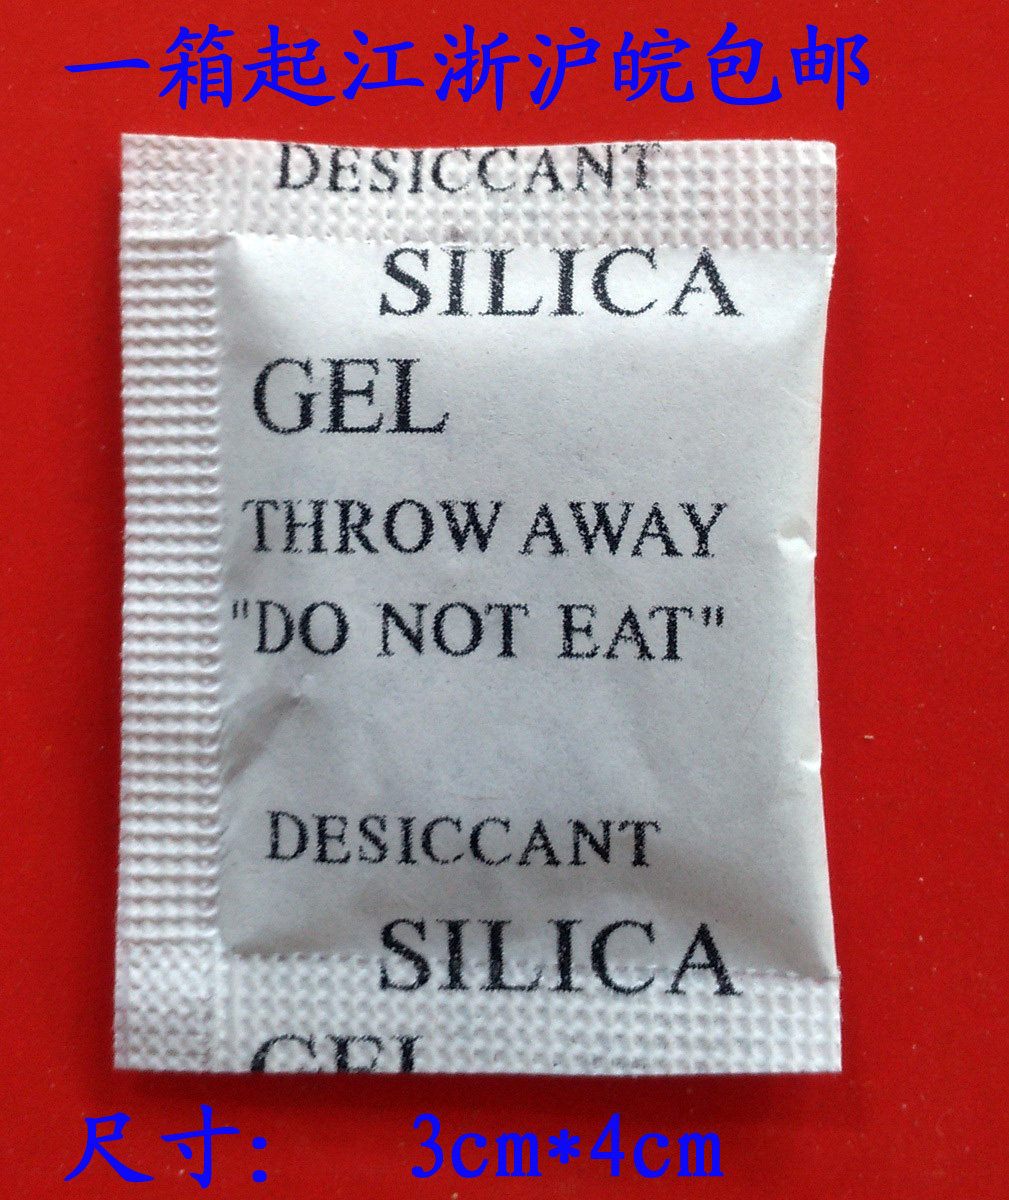 一箱起江浙沪皖包邮
DESICCANT
SILICA
GEL
THROW AWAY
"DO NOT EAT"
DESICCANT
SILICA
GEL
尺寸： 3cm*4cm